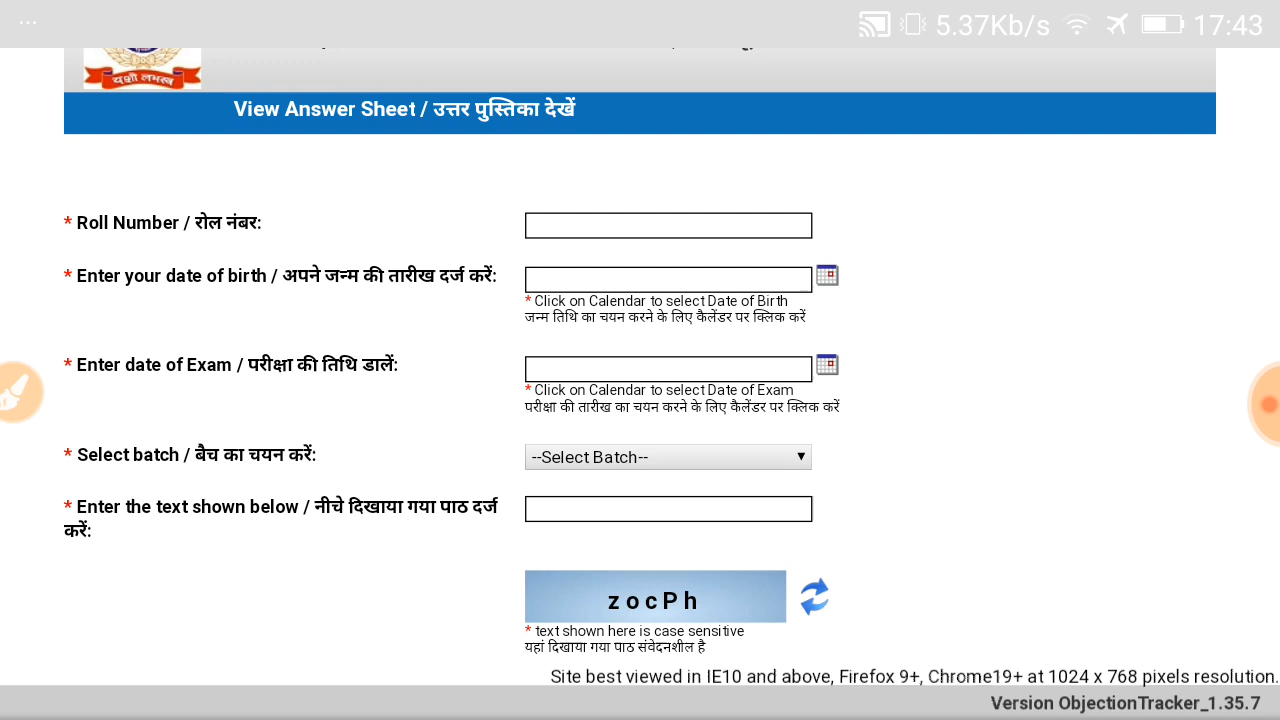 ...
5.37Kb/s 17:43
यशो लभस्व
View Answer Sheet / उत्तर पुस्तिका देखें
* Roll Number / रोल नंबर:
* Enter your date of birth / अपने जन्म की तारीख दर्ज करें:
* Click on Calendar to select Date of Birth
जन्म तिथि का चयन करने के लिए कैलेंडर पर क्लिक करें
* Enter date of Exam / परीक्षा की तिथि डालें:
* Click on Calendar to select Date of Exam
परीक्षा की तारीख का चयन करने के लिए कैलेंडर पर क्लिक करें
* Select batch / बैच का चयन करें:
--Select Batch--
* Enter the text shown below / नीचे दिखाया गया पाठ दर्ज
करें:
zocPh
* text shown here is case sensitive
यहां दिखाया गया पाठ संवेदनशील है
Site best viewed in IE10 and above, Firefox 9+, Chrome19+ at 1024 x 768 pixels resolution.
Version ObjectionTracker_1.35.7